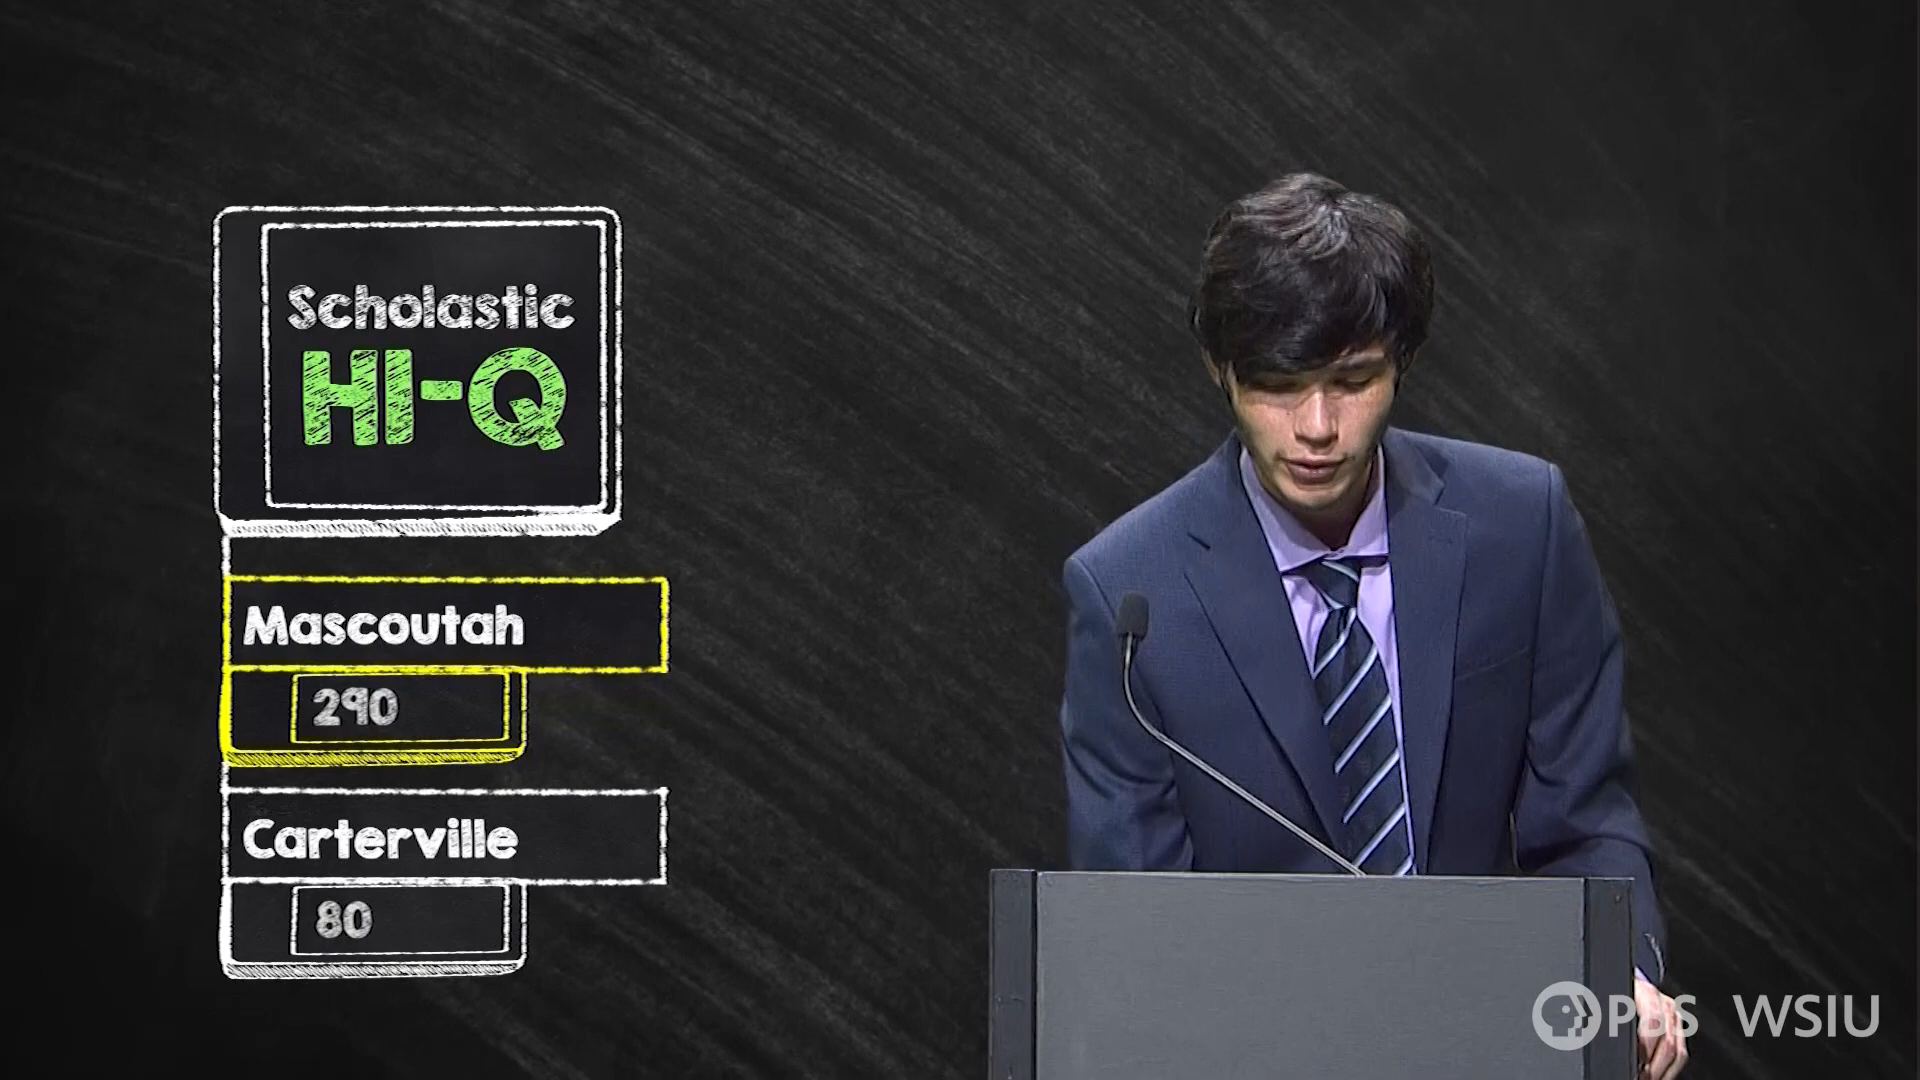 Scholastic
HI-Q
Mascoutah
290
Carterville
80
PBS WSIU